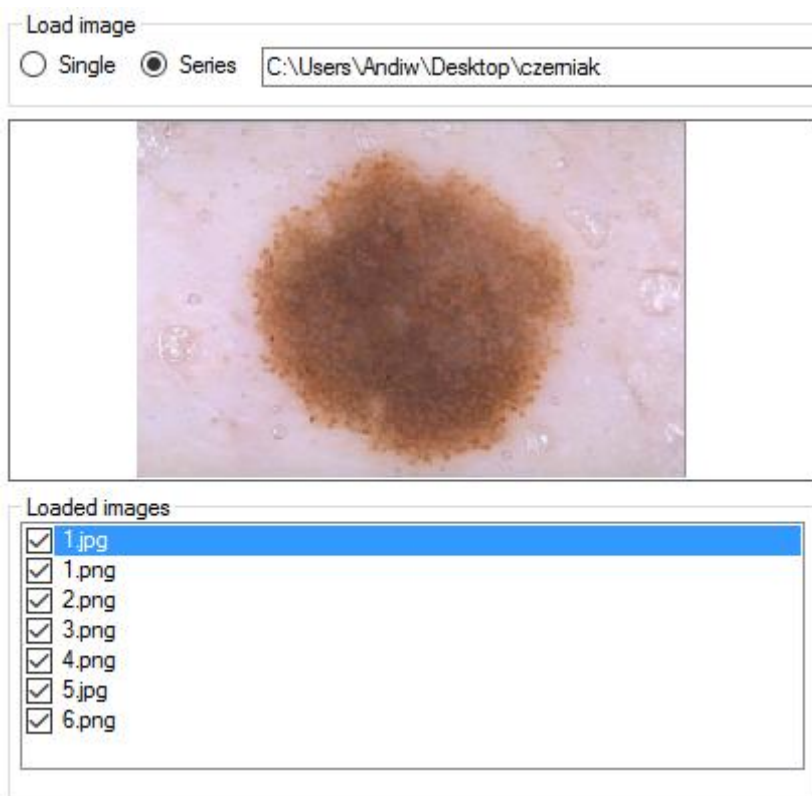 Load image
Single Series C:\Users\Andiw\Desktop\czerniak
Loaded images
1.jpg
1.png
2.png
3.png
4.png
5.jpg
6.png